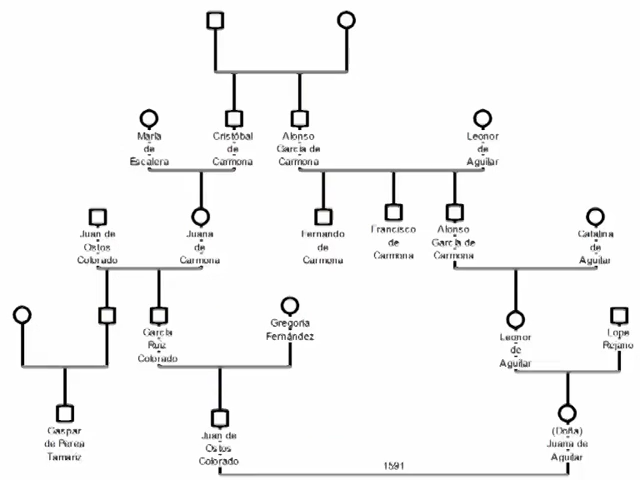 María
de
Escalera
Cristóbal
de
Carmona
Alonso
García de
Carmona
Leonor
de
Aguilar
Juan de
Ostos
Colorado
Juana
de
Carmona
Fernando
de
Carmona
Francisco
de
Carmona
Alonso
García de
Carmona
Catalina
de
Aguilar
García
Ruiz
Colorado
Gregoria
Fernández
Leonor
de
Aguilar
Lope
Rejano
Gaspar
de Perea
Tamariz
Juan de
Ostos
Colorado
(Doña)
Juana de
Aguilar
1591